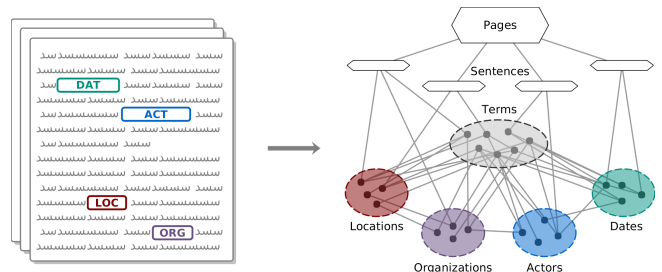 DAT
ACT
LOC
ORG
Pages
Sentences
Terms
Locations
Organizations
Actors
Dates